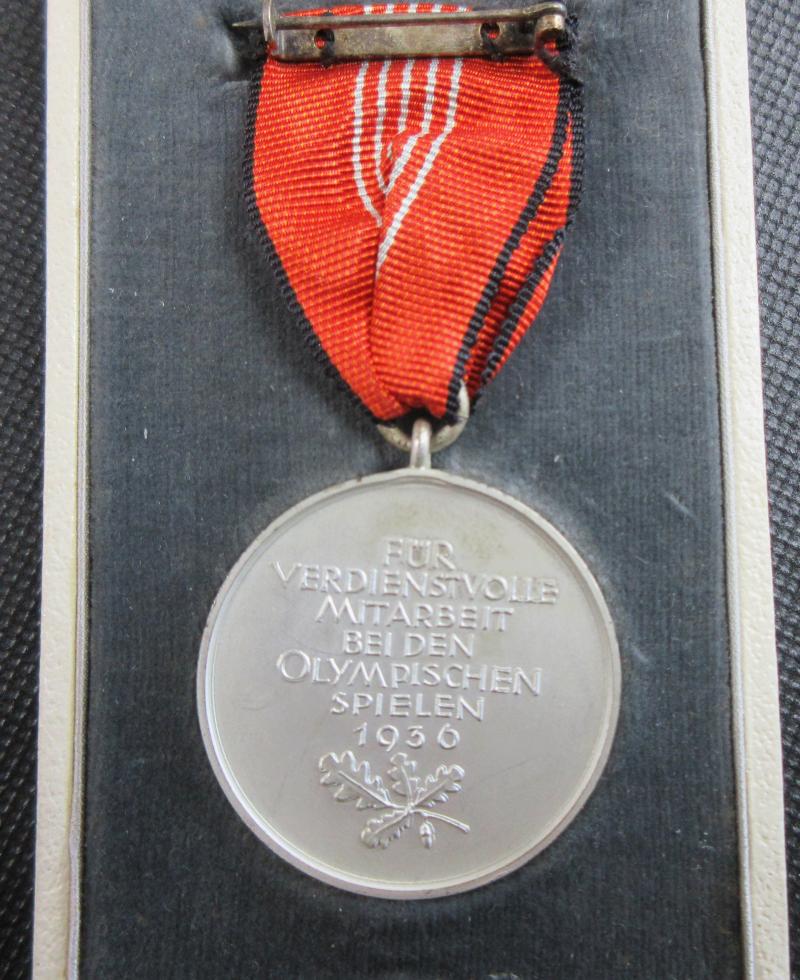 FÜR
VERDIENSTVOLLE
MITARBEIT
BEI DEN
OLYMPISCHEN
SPIELEN
1936